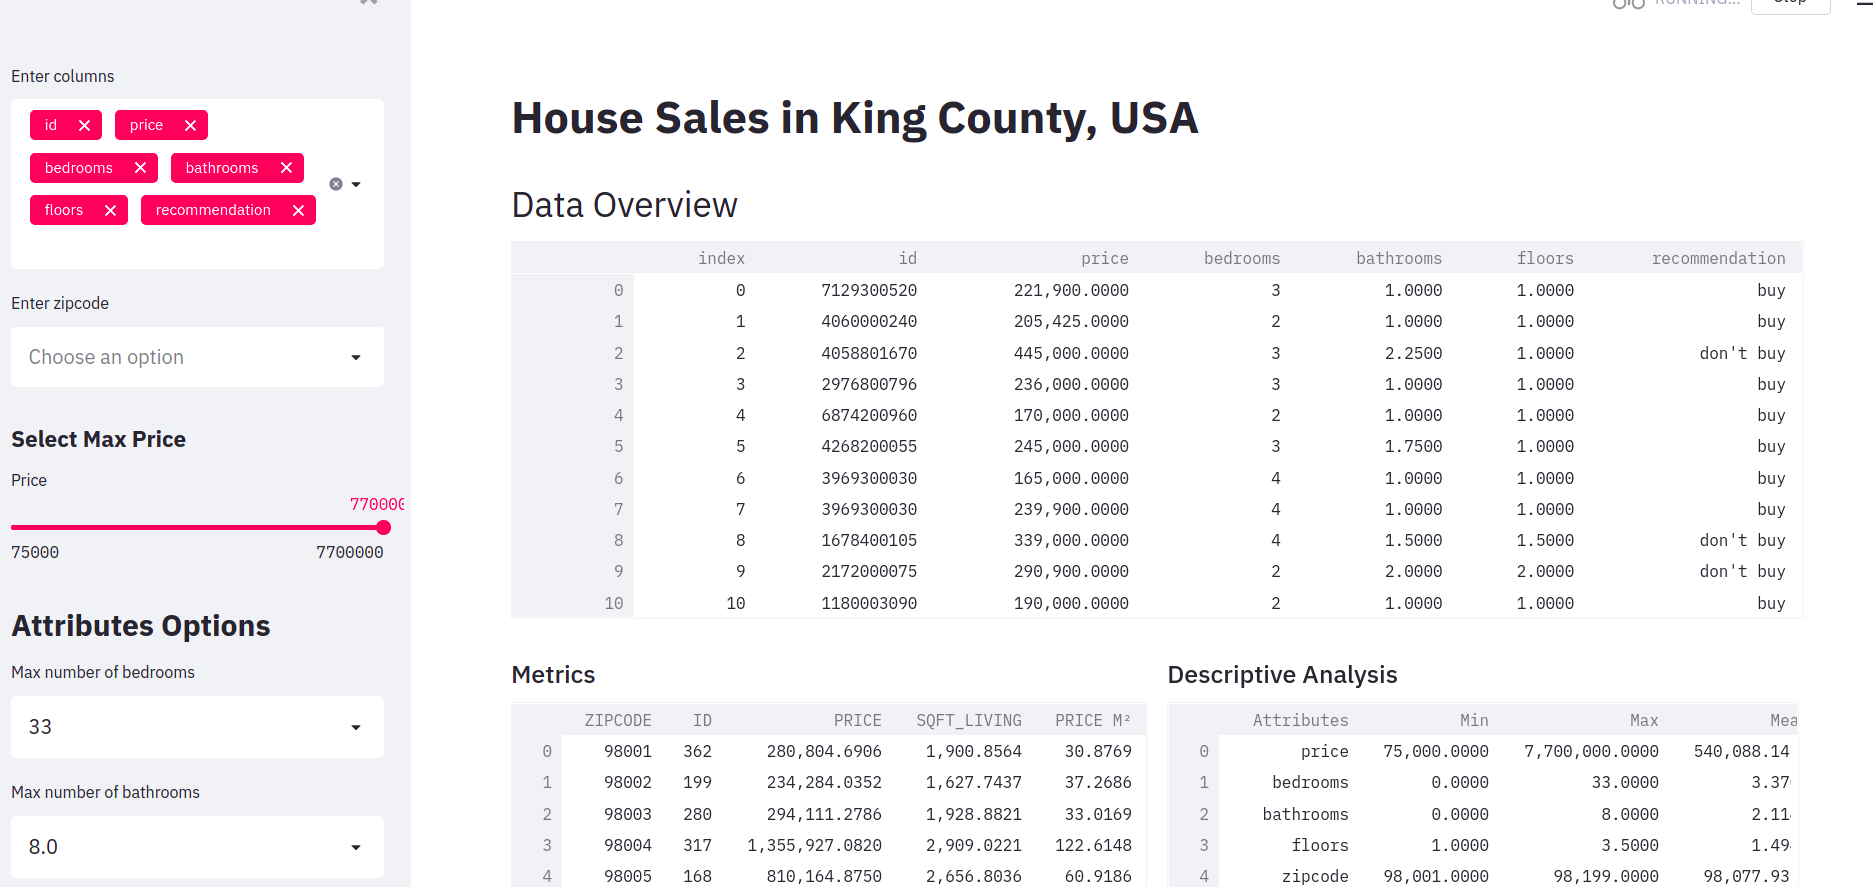 Enter columns
id price
bedrooms bathrooms
floors recommendation
Enter zipcode
Choose an option
Select Max Price
Price
75000 7700000
Attributes Options
Max number of bedrooms
33
Max number of bathrooms
8.0
House Sales in King County, USA
Data Overview
index id price bedrooms bathrooms floors recommendation
0 0 7129300520 221,900.0000 3 1.0000 1.0000 buy
1 1 4060000240 205,425.0000 2 1.0000 1.0000 buy
2 2 4058801670 445,000.0000 3 2.2500 1.0000 don't buy
3 3 2976800796 236,000.0000 3 1.0000 1.0000 buy
4 4 6874200960 170,000.0000 2 1.0000 1.0000 buy
5 5 4268200055 245,000.0000 3 1.7500 1.0000 buy
6 6 3969300030 165,000.0000 4 1.0000 1.0000 buy
7 7 3969300030 239,900.0000 4 1.0000 1.0000 buy
8 8 1678400105 339,000.0000 4 1.5000 1.5000 don't buy
9 9 2172000075 290,900.0000 2 2.0000 2.0000 don't buy
10 10 1180003090 190,000.0000 2 1.0000 1.0000 buy
Metrics
ZIPCODE ID PRICE SQFT_LIVING PRICE M²
0 98001 362 280,804.6906 1,900.8564 30.8769
1 98002 199 234,284.0352 1,627.7437 37.2686
2 98003 280 294,111.2786 1,928.8821 33.0169
3 98004 317 1,355,927.0820 2,909.0221 122.6148
4 98005 168 810,164.8750 2,656.8036 60.9186
Descriptive Analysis
Attributes Min Max
0 price 75,000.0000 7,700,000.0000 540,088.14
1 bedrooms 0.0000 33.0000 3.37
2 bathrooms 0.0000 8.0000 2.11
3 floors 1.0000 3.5000 1.49
4 zipcode 98,001.0000 98,199.0000 98,077.93